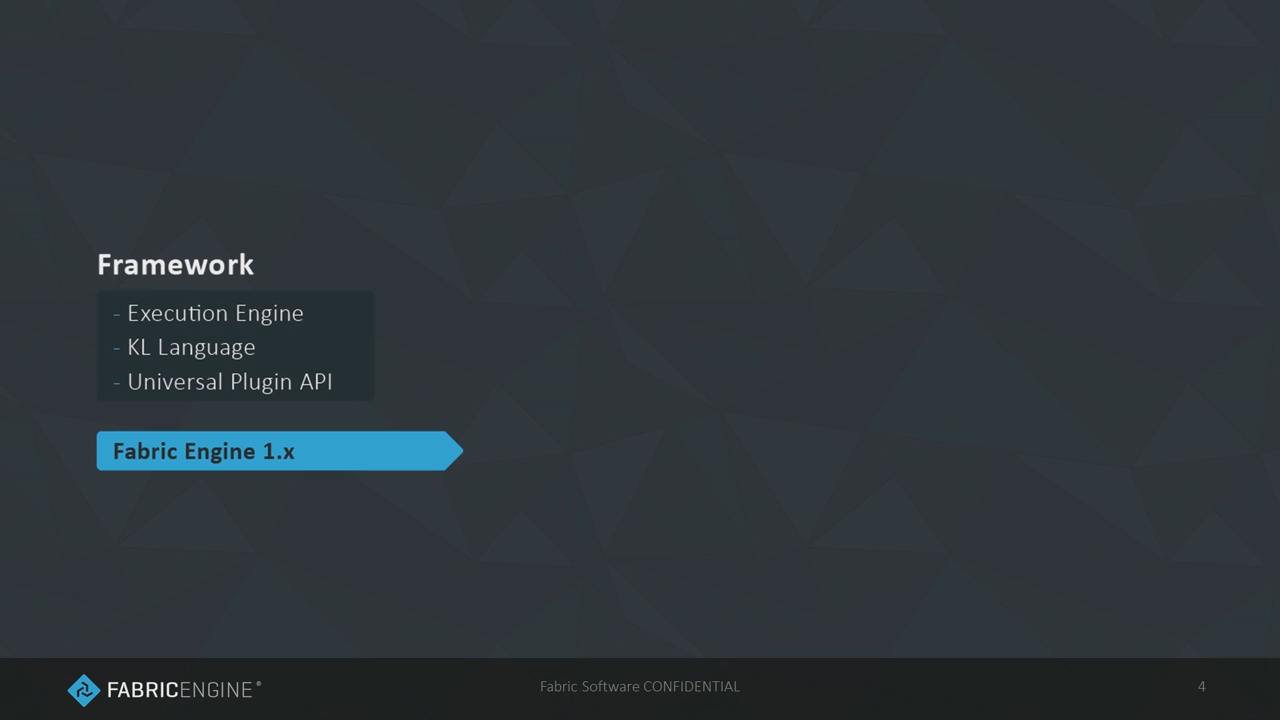 Framework
- Execution Engine
- KL Language
- Universal Plugin API
Fabric Engine 1.x
FABRICENGINE®
Fabric Software CONFIDENTIAL
4